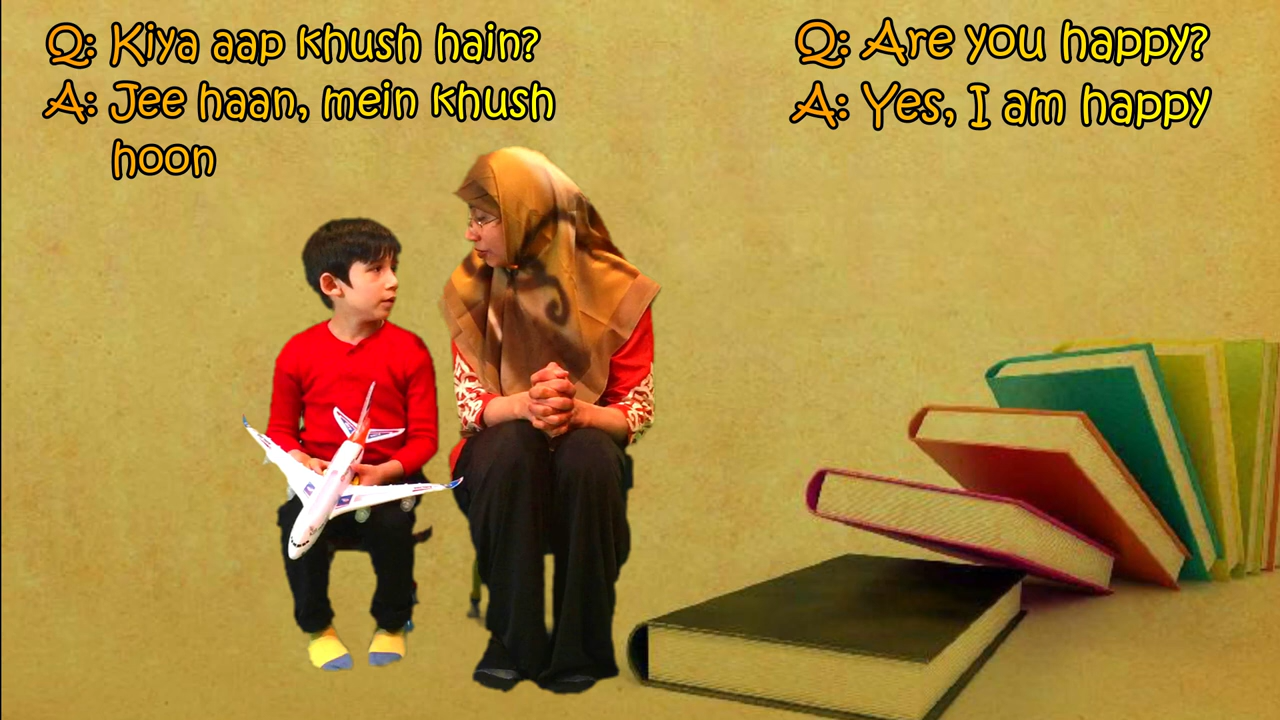 Q: Kiya aap khush hain?
A: Jee haan, mein khush
hoon
Q: Are you happy?
A: Yes, I am happy